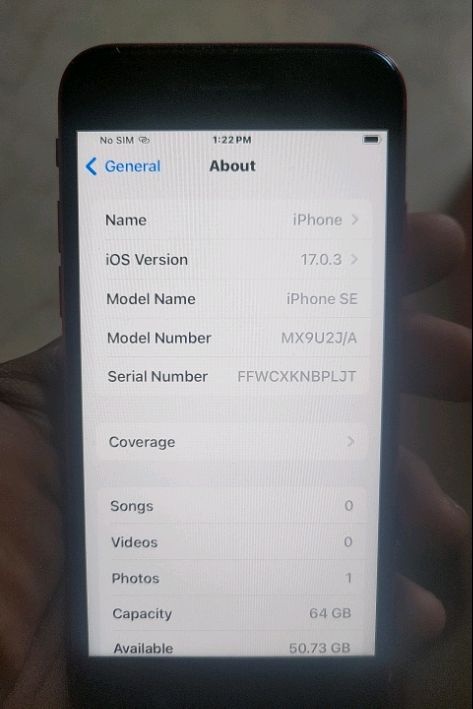 No SIM 1:22 PM
General About
Name iPhone
iOS Version 17.0.3
Model Name iPhone SE
Model Number MX9U2J/A
Serial Number FFWCXKNBPLJT
Coverage
Songs 0
Videos 0
Photos 1
Capacity 64 GB
Available 50.73 GB